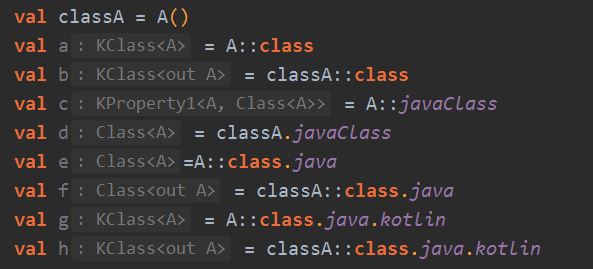 val classA = A()
val a : KClass<A> = A::class
val b : KClass<out A> = classA::class
val c : KProperty1<A, Class<A>> = A::javaClass
val d : Class<A> = classA.javaClass
val e : Class<A> =A::class.java
val f : Class<out A> = classA::class.java
val g : KClass<A> = A::class.java.kotlin
val h : KClass<out A> = classA::class.java.kotlin